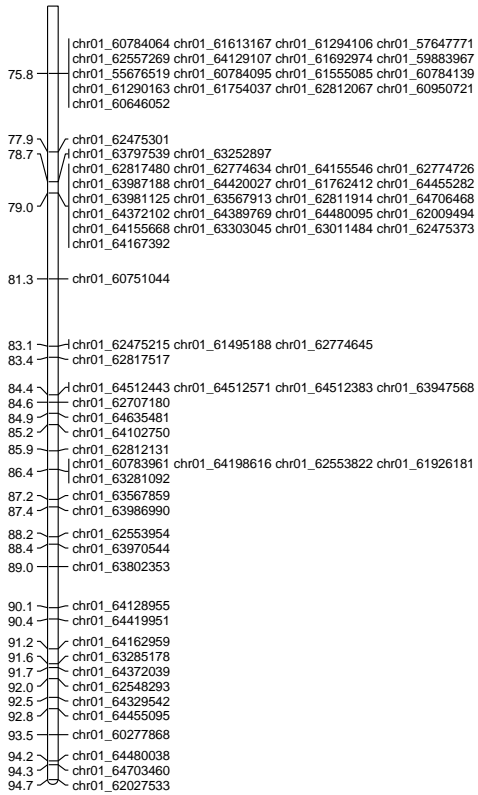 chr01_60784064 chr01_61613167 chr01_61294106 chr01_57647771
chr01_62557269 chr01_64129107 chr01_61692974 chr01_59883967
75.8 chr01_55676519 chr01_60784095 chr01_61555085 chr01_60784139
chr01_61290163 chr01_61754037 chr01_62812067 chr01_60950721
chr01_60646052
77.9 chr01_62475301
78.7 chr01_63797539 chr01_63252897
chr01_62817480 chr01_62774634 chr01_64155546 chr01_62774726
chr01_63987188 chr01_64420027 chr01_61762412 chr01_64455282
chr01_63981125 chr01_63567913 chr01_62811914 chr01_64706468
79.0 chr01_64372102 chr01_64389769 chr01_64480095 chr01_62009494
chr01_64155668 chr01_63303045 chr01_63011484 chr01_62475373
chr01_64167392
81.3 chr01_60751044
83.1 chr01_62475215 chr01_61495188 chr01_62774645
83.4 chr01_62817517
84.4 chr01_64512443 chr01_64512571 chr01_64512383 chr01_63947568
84.6 chr01_62707180
84.9 chr01_64635481
85.2 chr01_64102750
85.9 chr01_62812131
86.4 chr01_60783961 chr01_64198616 chr01_62553822 chr01_61926181
chr01_63281092
87.2 chr01_63567859
87.4 chr01_63986990
88.2 chr01_62553954
88.4 chr01_63970544
89.0 chr01_63802353
90.1 chr01_64128955
90.4 chr01_64419951
91.2 chr01_64162959
91.6 chr01_63285178
91.7 chr01_64372039
92.0 chr01_62548293
92.5 chr01_64329542
92.8 chr01_64455095
93.5 chr01_60277868
94.2 chr01_64480038
94.3 chr01_64703460
94.7 chr01_62027533